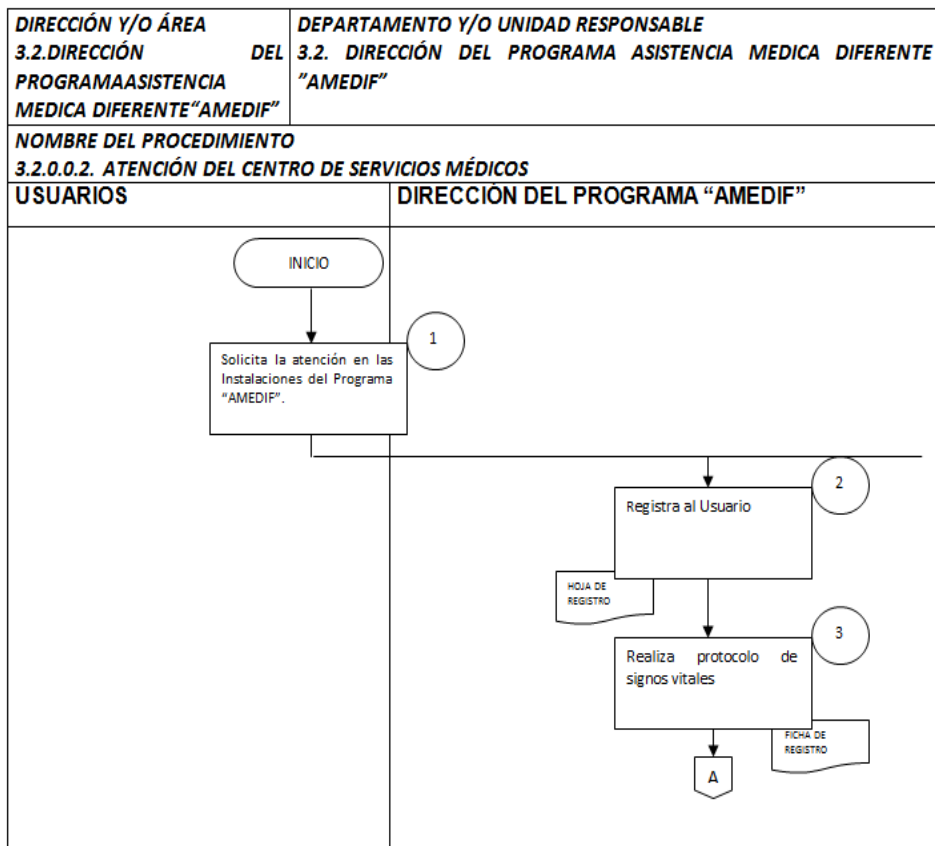 DIRECCIÓN Y/O ÁREA
3.2.DIRECCIÓN DEL
PROGRAMAASISTENCIA
MEDICA DIFERENTE“AMEDIF”
DEPARTAMENTO Y/O UNIDAD RESPONSABLE
3.2. DIRECCIÓN DEL PROGRAMA ASISTENCIA MEDICA DIFERENTE
”AMEDIF”
NOMBRE DEL PROCEDIMIENTO
3.2.0.0.2. ATENCIÓN DEL CENTRO DE SERVICIOS MÉDICOS
USUARIOS
DIRECCIÓN DEL PROGRAMA “AMEDIF”
INICIO
1
Solicita la atención en las
Instalaciones del Programa
“AMEDIF”.
2
Registra al Usuario
HOJA DE
REGISTRO
3
Realiza protocolo de
signos vitales
FICHA DE
REGISTRO
A